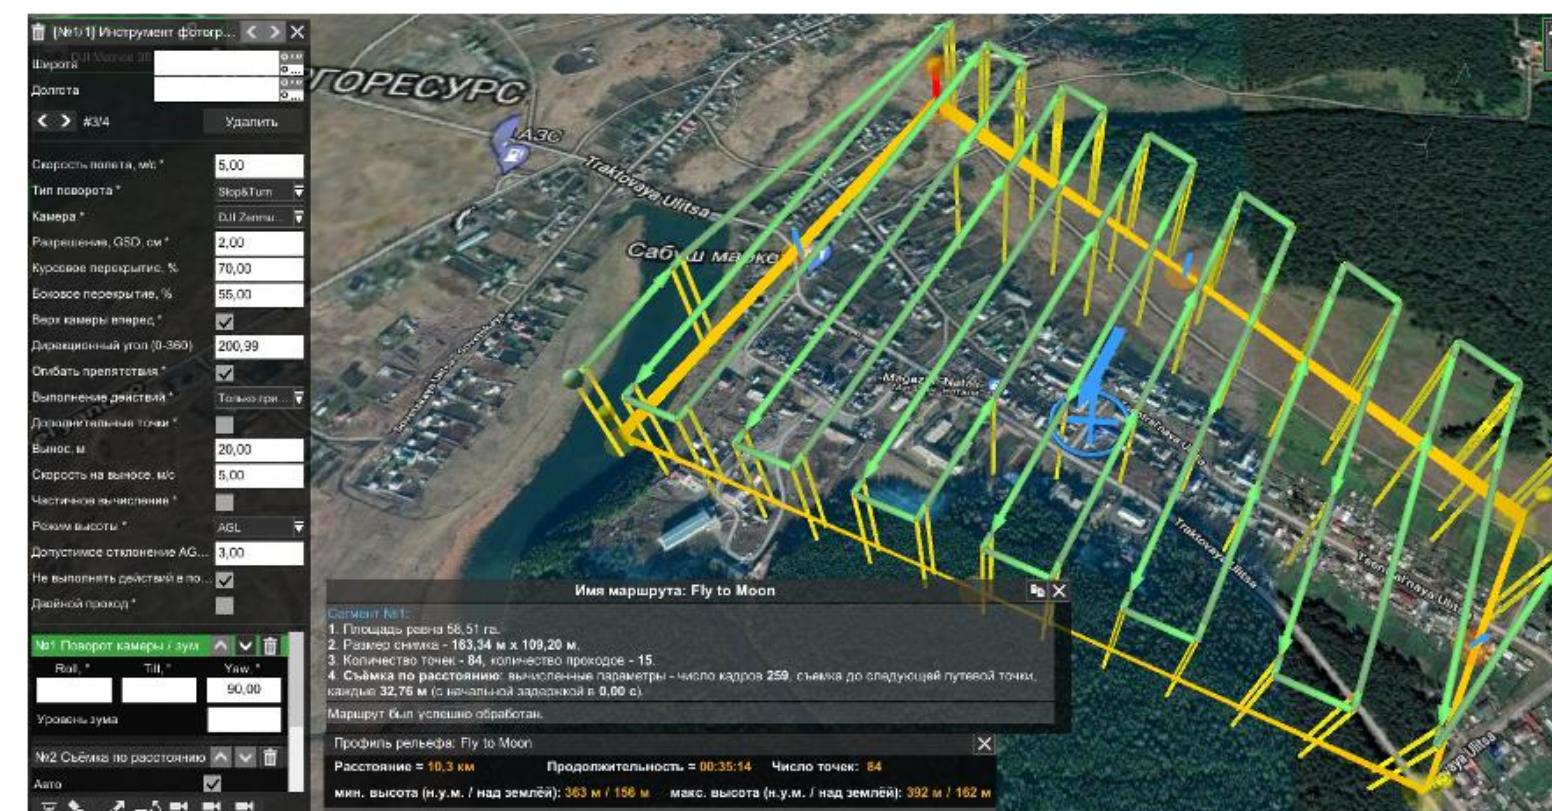 [№1/1] Инструмент фотогр...
Широта
Долгота
#3/4 Удалить
Скорость полета, м/с * 5,00
Тип поворота * Stop&Turn
Камера * DJI Zenmu...
Разрешение, GSD, см * 2,00
Курсовое перекрытие, % 70,00
Боковое перекрытие, % 55,00
Верх камеры вперед *
Дирекционный угол (0-360) 200,99
Огибать препятствия *
Выполнение действий * Только при...
Дополнительные точки *
Вынос, м 20,00
Скорость на выносе, м/с 5,00
Частичное вычисление *
Режим высоты * AGL
Допустимое отклонение AG... 3,00
Не выполнять действий в по...
Двойной проход *
№1 Поворот камеры / зум
Roll, ° Tilt, ° Yaw, °
90,00
Уровень зума
№2 Съёмка по расстоянию
Авто
ГОРЕСУРС
АЗС
Traktovaya Ulitsa
Сабуш марке
Traktovaya Ulitsa
Tsentral'naya Ulitsa
Имя маршрута: Fly to Moon
Сегмент №1:
1. Площадь равна 58,51 га.
2. Размер снимка - 163,34 м x 109,20 м.
3. Количество точек - 84, количество проходов - 15.
4. Съёмка по расстоянию: вычисленные параметры - число кадров 259, съемка до следующей путевой точки,
каждые 32,76 м (с начальной задержкой в 0,00 с).
Маршрут был успешно обработан.
Профиль рельефа: Fly to Moon
Расстояние = 10,3 км Продолжительность = 00:35:14 Число точек: 84
мин. высота (н.у.м. / над землёй): 363 м / 156 м макс. высота (н.у.м. / над землёй): 392 м / 162 м